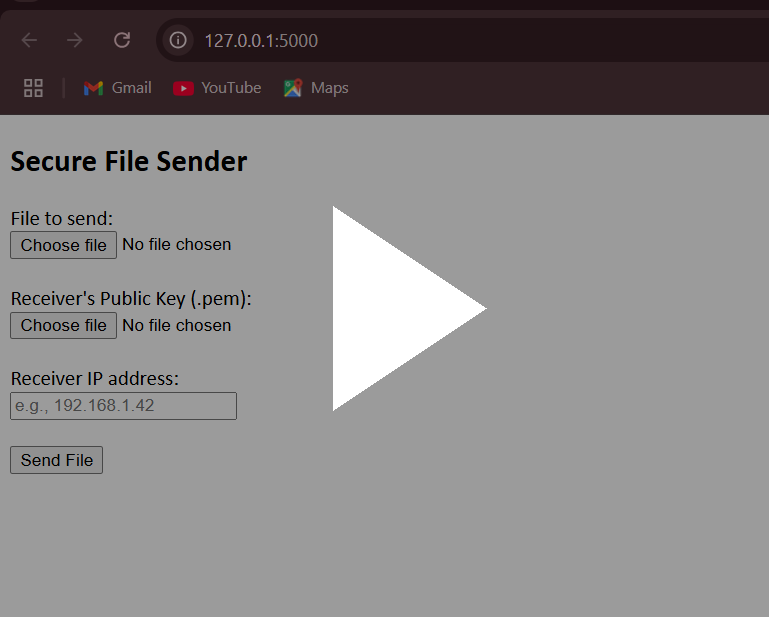 127.0.0.1:5000
Gmail YouTube Maps
Secure File Sender
File to send:
Choose file No file chosen
Receiver's Public Key (.pem):
Choose file No file chosen
Receiver IP address:
e.g., 192.168.1.42
Send File